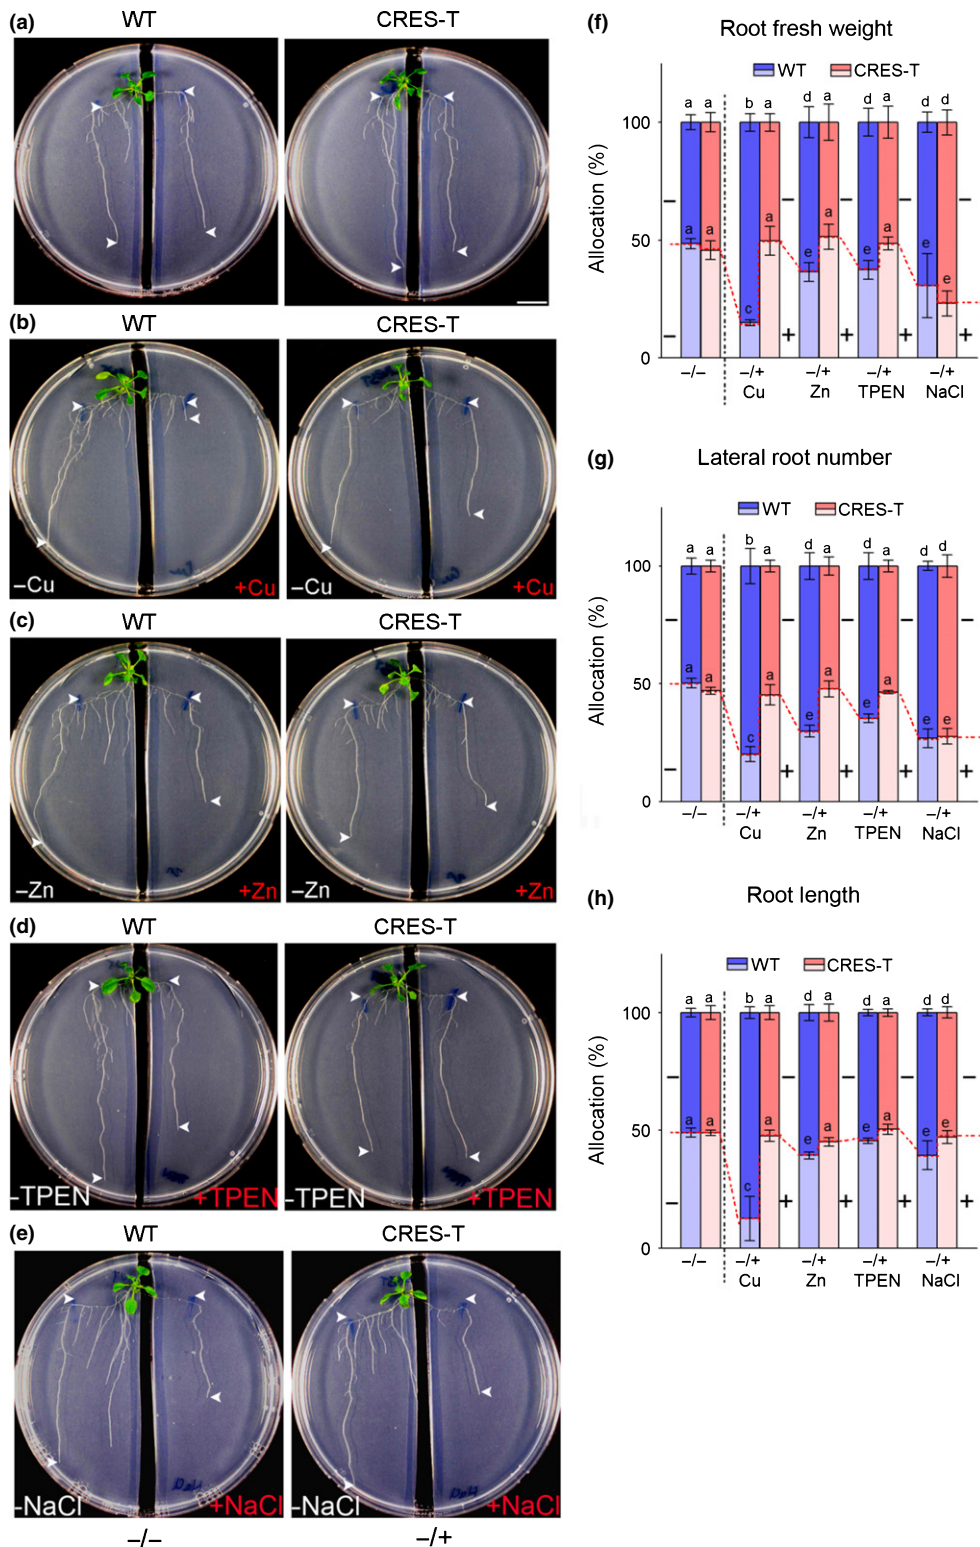 (a) WT CRES-T
(b) WT CRES-T
–Cu +Cu –Cu +Cu
(c) WT CRES-T
–Zn +Zn –Zn +Zn
(d) WT CRES-T
-TPEN +TPEN -TPEN +TPEN
(e) WT CRES-T
-NaCl +NaCl -NaCl +NaCl
–/– –/+
(f) Root fresh weight
WT CRES-T
Allocation (%)
a a b a d a d a d d
100
– – – – –
50
a a c a e a e a e e
– + + + +
0
–/– –/+ –/+ –/+ –/+
Cu Zn TPEN NaCl
(g) Lateral root number
WT CRES-T
Allocation (%)
a a b a d a d a d d
100
– – – – –
50
a a c a e a e a e e
– + + + +
0
–/– –/+ –/+ –/+ –/+
Cu Zn TPEN NaCl
(h) Root length
WT CRES-T
Allocation (%)
a a b a d a d a d d
100
– – – – –
50
a a c a e a e a e e
– + + + +
0
–/– –/+ –/+ –/+ –/+
Cu Zn TPEN NaCl